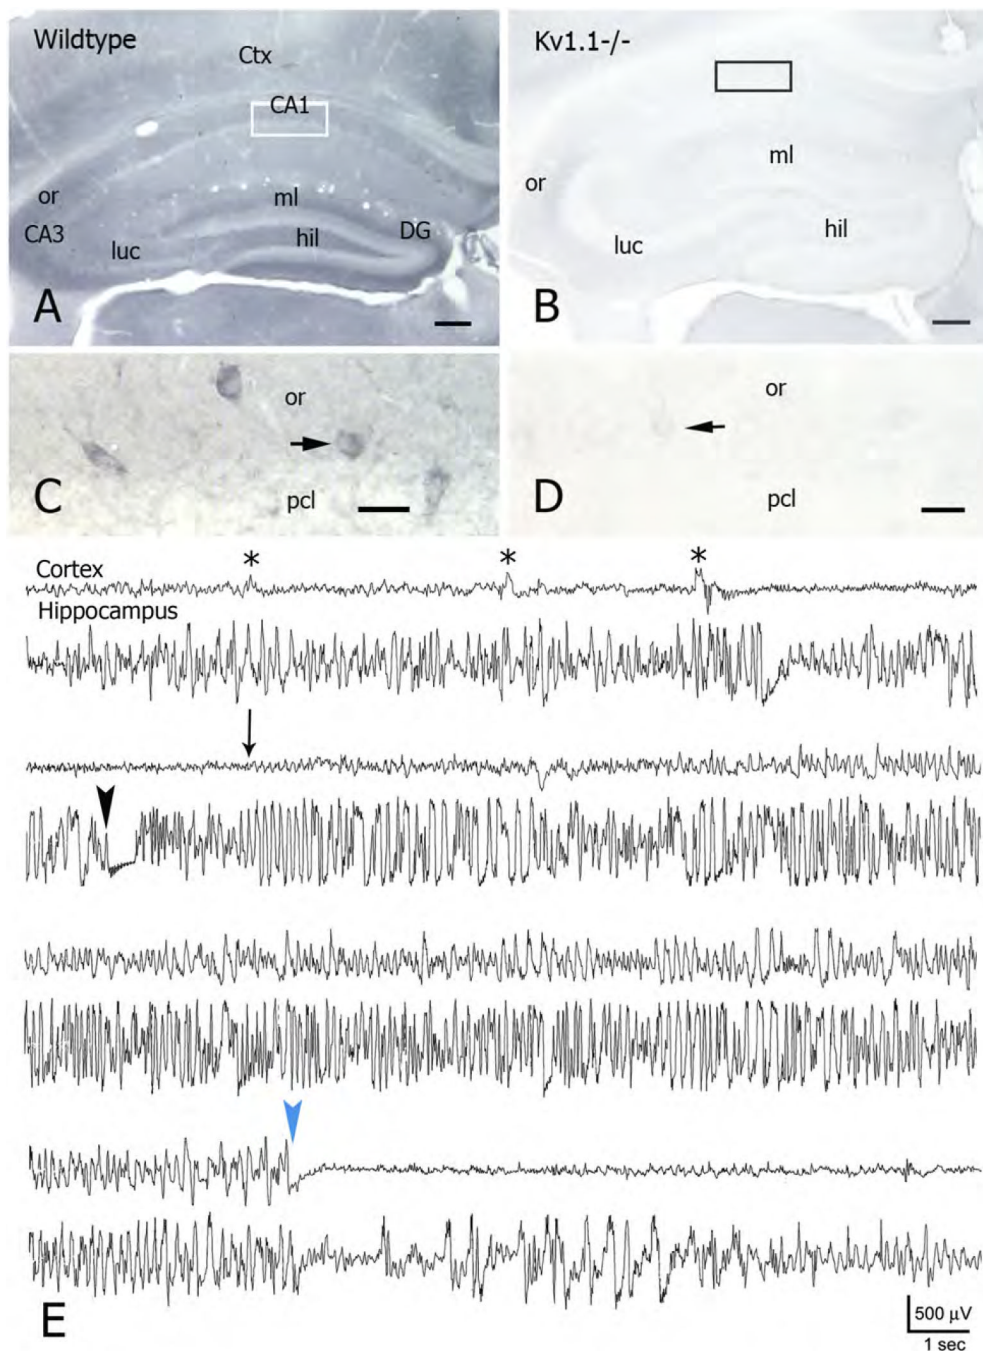 Wildtype
Ctx
CA1
or
ml
CA3
DG
luc
hil
A
Kv1.1-/-
ml
or
hil
luc
B
or
C
pcl
or
D
pcl
* * *
Cortex
Hippocampus
E
500 µV
1 sec